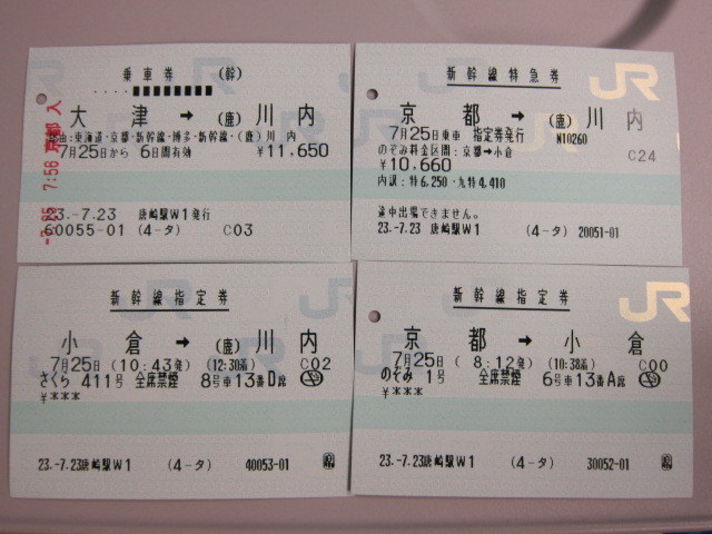 乗車券 (幹)
大津 → (鹿)川内
経由:東海道・京都・新幹線・博多・新幹線・(鹿)川内
7月25日から 6日間有効 ¥11,650
23.-7.23 唐崎駅W1発行
60055-01 (4-タ) C03
-7.25 7:56 京都 入
新幹線特急券
JR
京都 → (鹿)川内
7月25日乗車 指定券発行 NT0260
のぞみ料金区間:京都→小倉 C24
¥10,660
内訳:特6,250・九特4,410
途中出場できません。
23.-7.23 唐崎駅W1 (4-タ) 20051-01
新幹線指定券
小倉 → (鹿)川内
7月25日(10:43発) (12:30着) C02
さくら 411号 全席禁煙 8号車13番D席
¥***
23.-7.23唐崎駅W1 (4-タ) 40053-01
新幹線指定券
JR
京都 → 小倉
7月25日( 8:12発) (10:38着) C00
のぞみ 1号 全席禁煙 6号車13番A席
¥***
23.-7.23唐崎駅W1 (4-タ) 30052-01